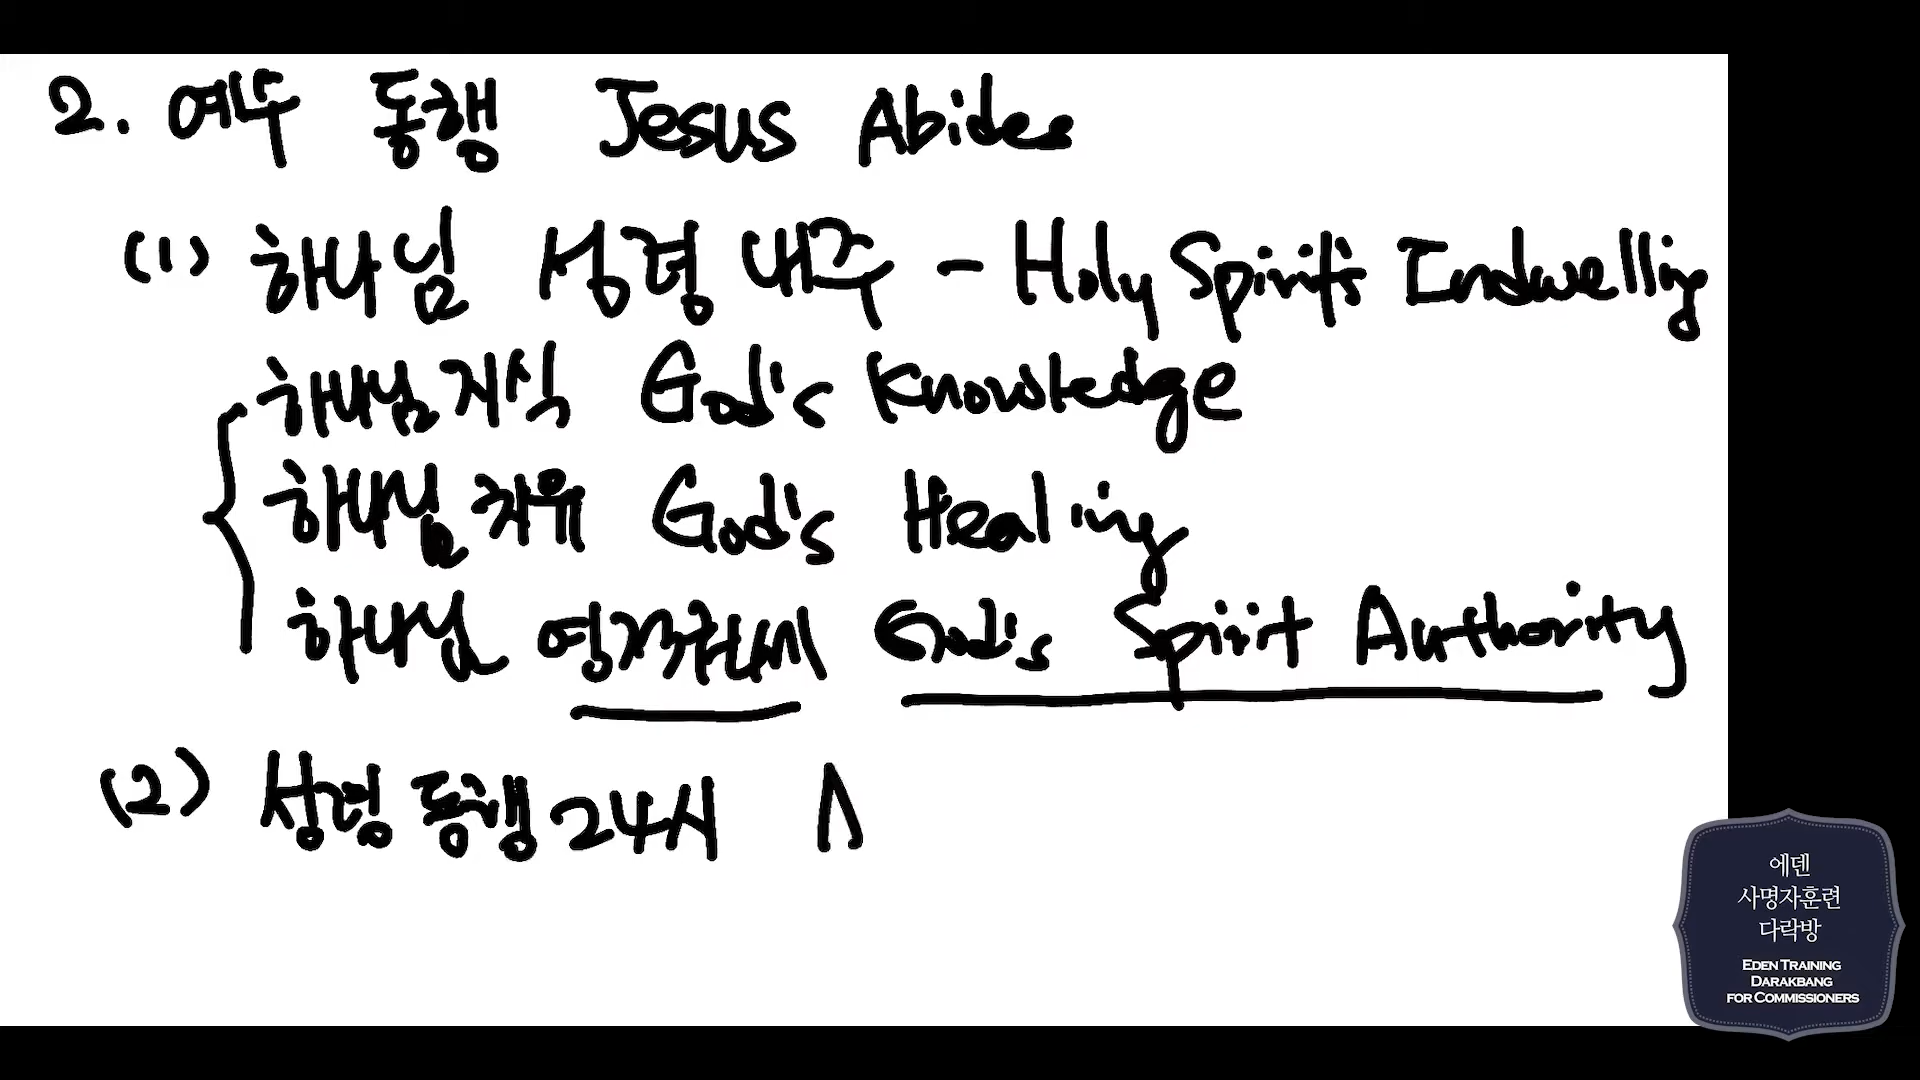 2. 예수 동행 Jesus Abides
(1) 하나님 성령 내주 - Holy Spirit's Indwelling
하나님 지식 God's Knowledge
하나님 치유 God's Healing
하나님 영적권세 God's Spirit Authority
(2) 성령 동행 24시
에덴
사명자훈련
다락방
EDEN TRAINING
DARAKBANG
FOR COMMISSIONERS